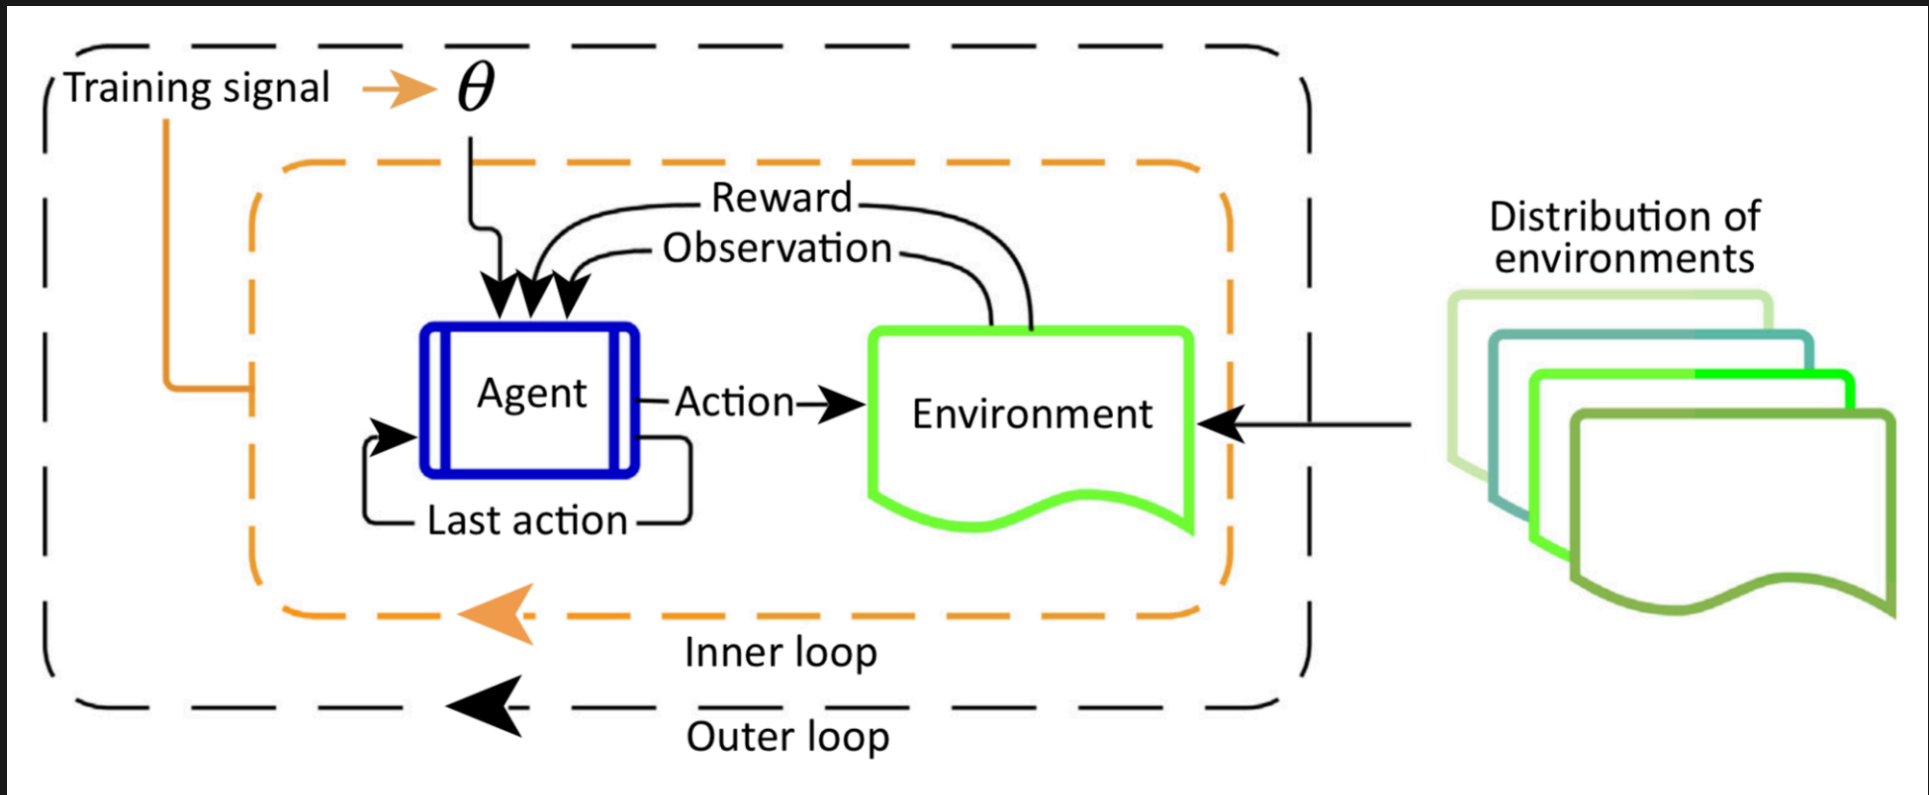 Training signal
θ
Reward
Observation
Distribution of
environments
Agent
Action
Environment
Last action
Inner loop
Outer loop